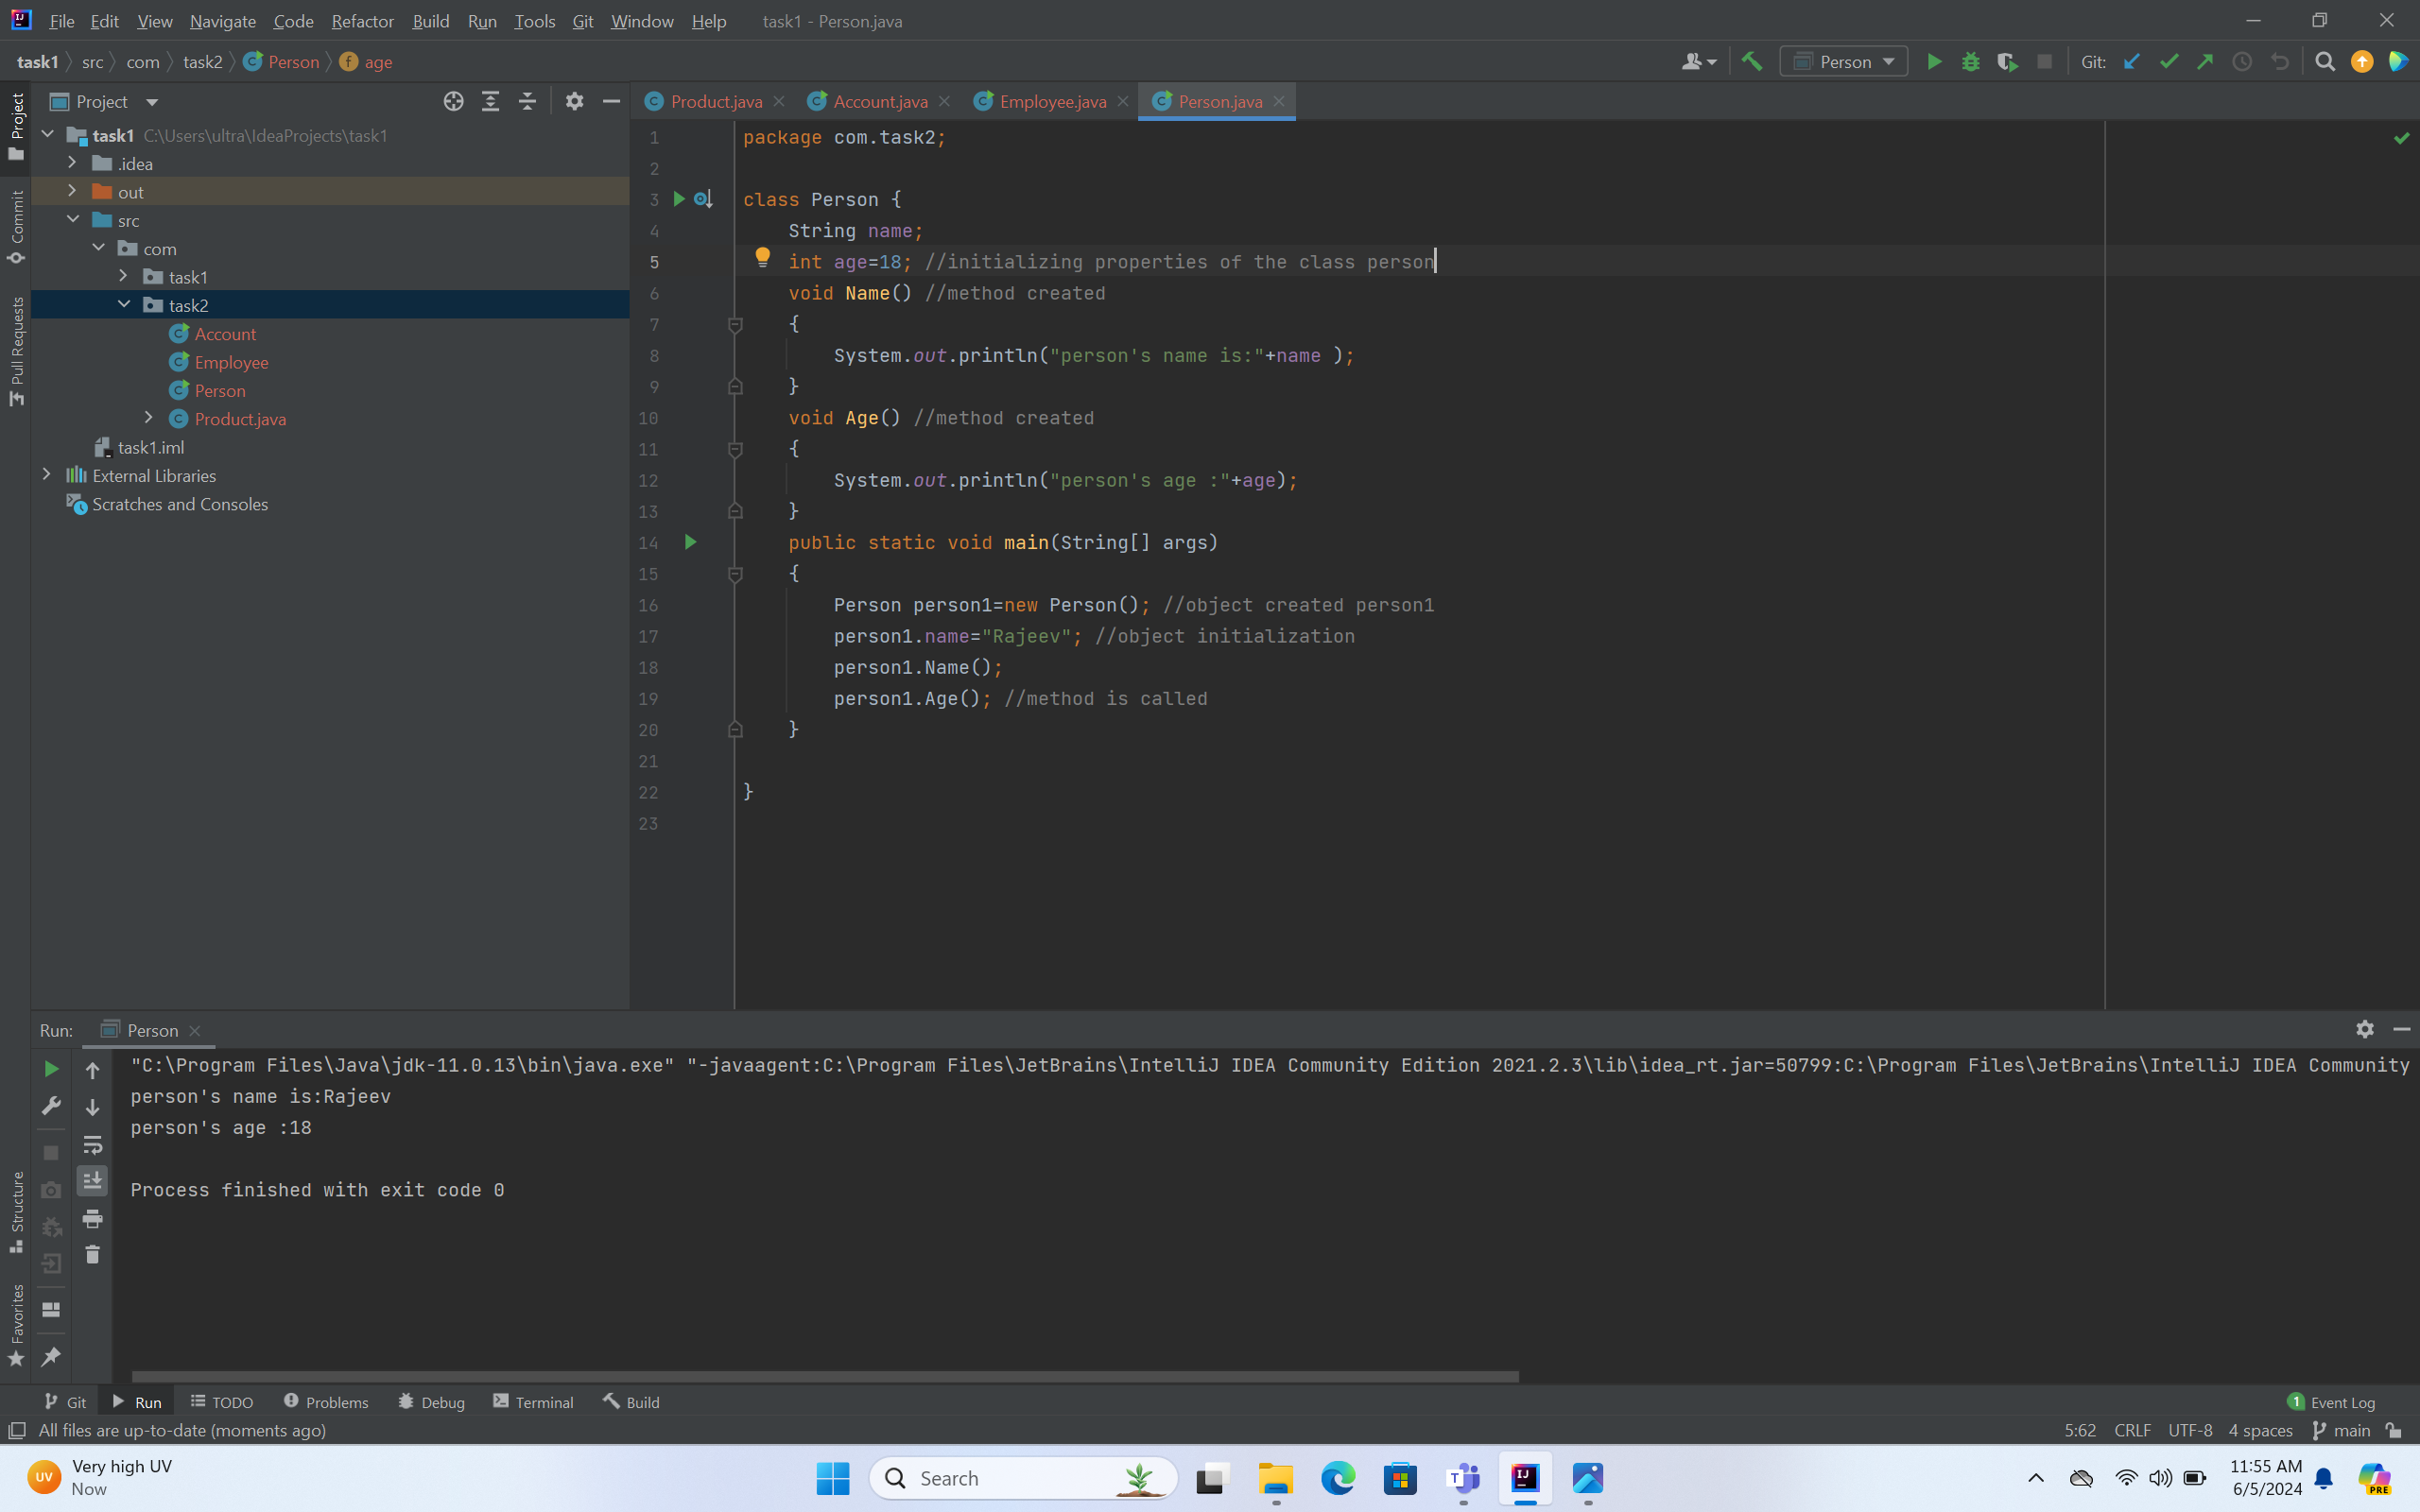 File Edit View Navigate Code Refactor Build Run Tools Git Window Help task1 - Person.java
task1 src com task2 Person age
Person Git:
Project
Product.java Account.java Employee.java Person.java
task1 C:\Users\ultra\IdeaProjects\task1
.idea
out
src
com
task1
task2
Account
Employee
Person
Product.java
task1.iml
External Libraries
Scratches and Consoles
Project
Commit
Pull Requests
Structure
Favorites
1 package com.task2;
2
3 class Person {
4 String name;
5 int age=18; //initializing properties of the class person
6 void Name() //method created
7 {
8 System.out.println("person's name is:"+name );
9 }
10 void Age() //method created
11 {
12 System.out.println("person's age :"+age);
13 }
14 public static void main(String[] args)
15 {
16 Person person1=new Person(); //object created person1
17 person1.name="Rajeev"; //object initialization
18 person1.Name();
19 person1.Age(); //method is called
20 }
21
22 }
23
Run: Person
"C:\Program Files\Java\jdk-11.0.13\bin\java.exe" "-javaagent:C:\Program Files\JetBrains\IntelliJ IDEA Community Edition 2021.2.3\lib\idea_rt.jar=50799:C:\Program Files\JetBrains\IntelliJ IDEA Community
person's name is:Rajeev
person's age :18
Process finished with exit code 0
Git Run TODO Problems Debug Terminal Build 1 Event Log
All files are up-to-date (moments ago) 5:62 CRLF UTF-8 4 spaces main
UV Very high UV
Now
Search
11:55 AM
6/5/2024
PRE